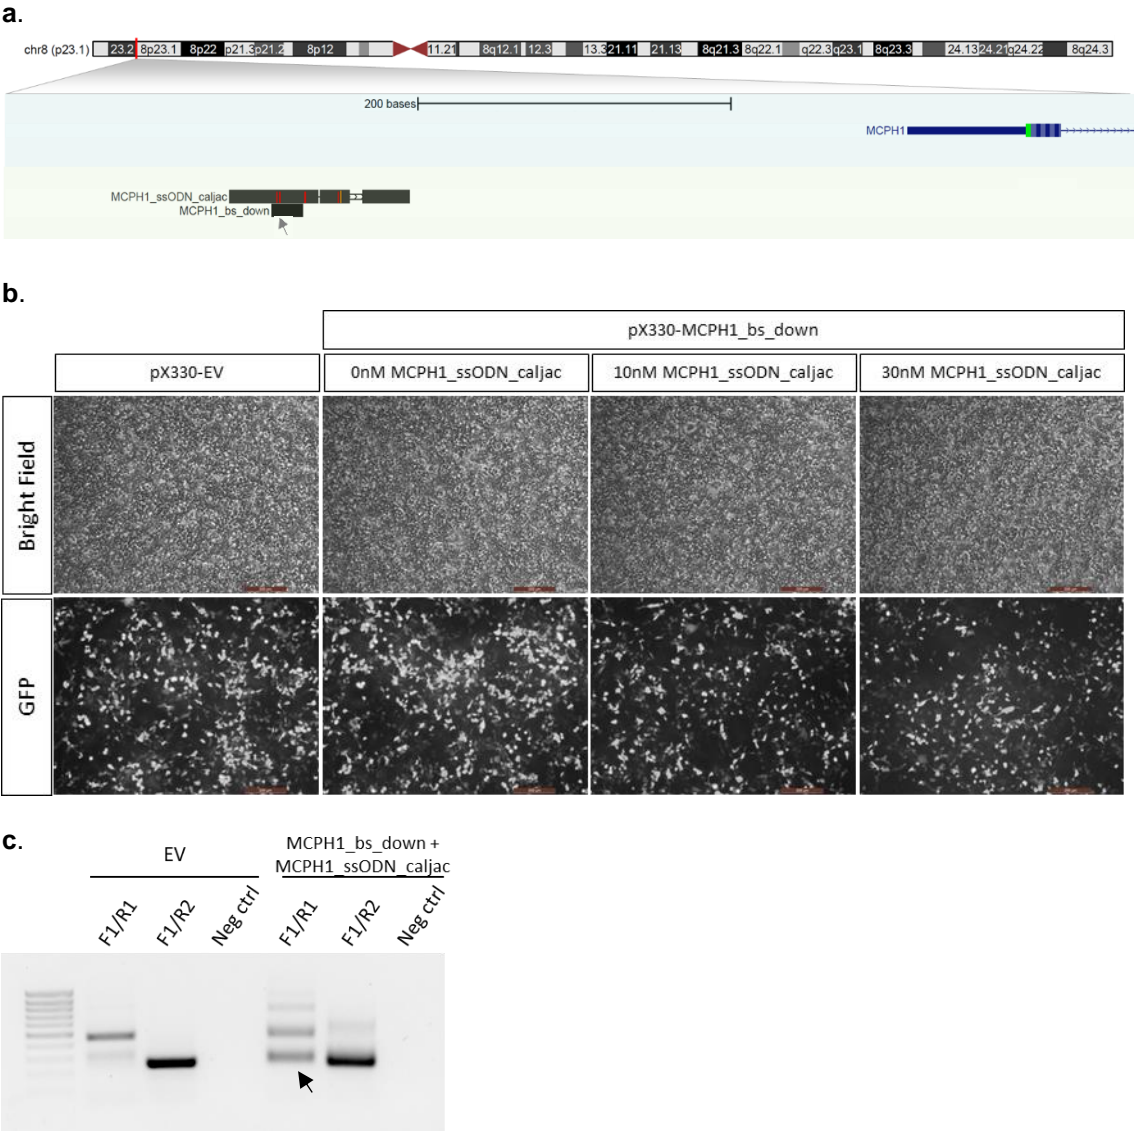 a.
chr8 (p23.1) 23.2 8p23.1 8p22 p21.3 p21.2 8p12 11.21 8q12.1 12.3 13.3 21.11 21.13 8q21.3 8q22.1 q22.3 q23.1 8q23.3 24.13 24.21 q24.22 8q24.3
200 bases
MCPH1
MCPH1_ssODN_caljac
MCPH1_bs_down
b.
pX330-MCPH1_bs_down
pX330-EV 0nM MCPH1_ssODN_caljac 10nM MCPH1_ssODN_caljac 30nM MCPH1_ssODN_caljac
Bright Field
GFP
c.
EV
MCPH1_bs_down +
MCPH1_ssODN_caljac
F1/R1 F1/R2 Neg ctrl F1/R1 F1/R2 Neg ctrl